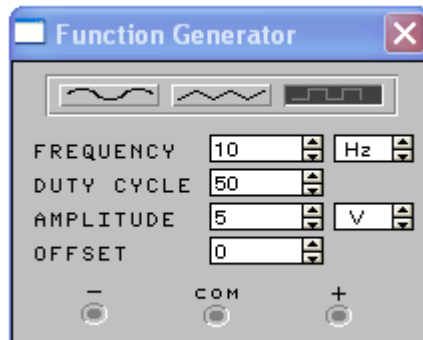 Function Generator
FREQUENCY 10 Hz
DUTY CYCLE 50
AMPLITUDE 5 V
OFFSET 0
− COM +